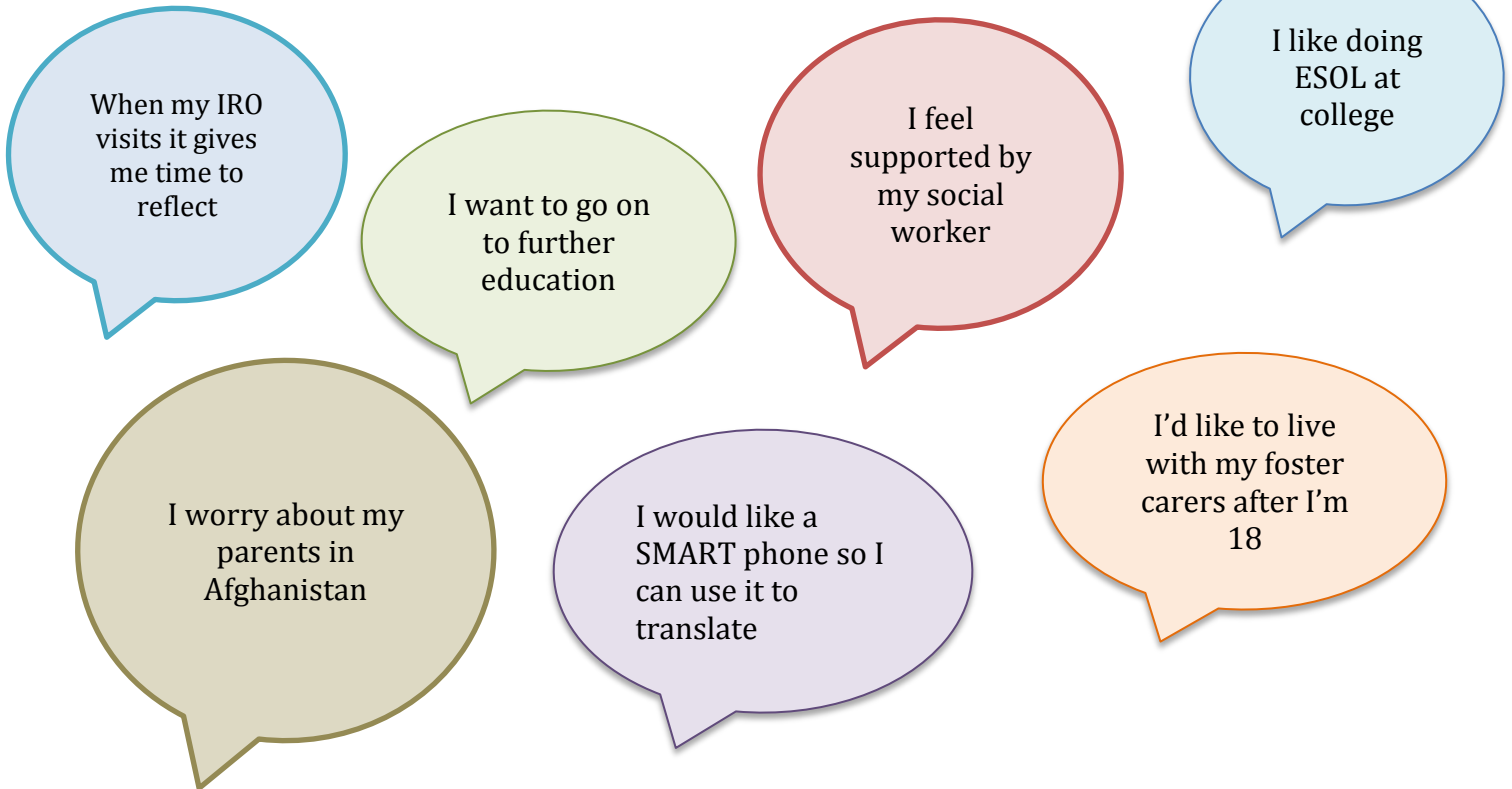 When my IRO
visits it gives
me time to
reflect
I want to go on
to further
education
I feel
supported by
my social
worker
I like doing
ESOL at
college
I worry about my
parents in
Afghanistan
I would like a
SMART phone so I
can use it to
translate
I’d like to live
with my foster
carers after I’m
18